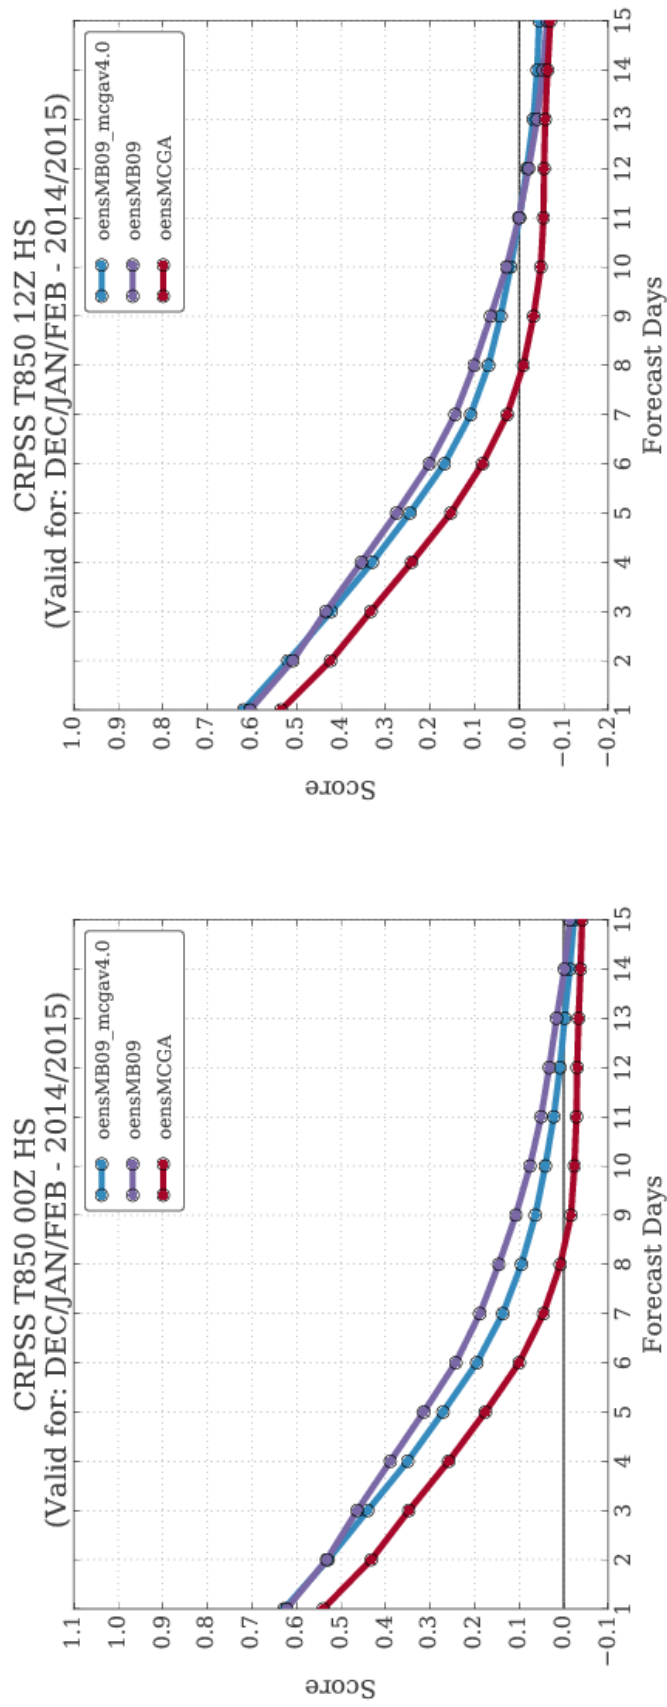 CRPSS T850 00Z HS
(Valid for: DEC/JAN/FEB - 2014/2015)
oensMB09_mcgav4.0
oensMB09
oensMCGA
Score
1.1
1.0
0.9
0.8
0.7
0.6
0.5
0.4
0.3
0.2
0.1
0.0
−0.1
1 2 3 4 5 6 7 8 9 10 11 12 13 14 15
Forecast Days
CRPSS T850 12Z HS
(Valid for: DEC/JAN/FEB - 2014/2015)
oensMB09_mcgav4.0
oensMB09
oensMCGA
Score
1.0
0.9
0.8
0.7
0.6
0.5
0.4
0.3
0.2
0.1
0.0
−0.1
−0.2
1 2 3 4 5 6 7 8 9 10 11 12 13 14 15
Forecast Days